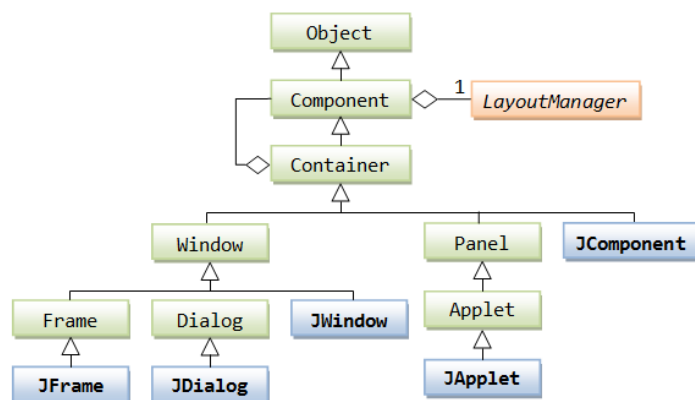 Object
Component
1
LayoutManager
Container
Window
Panel
JComponent
Frame
Dialog
JWindow
Applet
JFrame
JDialog
JApplet